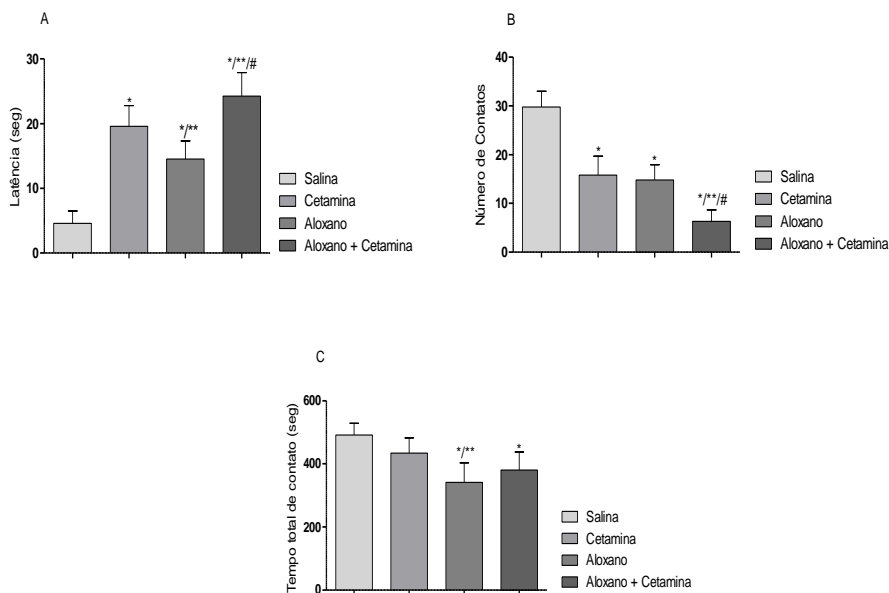 A
Latência (seg)
30
20
10
0
*
*/**
*/**/#
Salina
Cetamina
Aloxano
Aloxano + Cetamina
B
Número de Contatos
40
30
20
10
0
*
*
*/**/#
Salina
Cetamina
Aloxano
Aloxano + Cetamina
C
Tempo total de contato (seg)
600
400
200
0
*/**
*
Salina
Cetamina
Aloxano
Aloxano + Cetamina